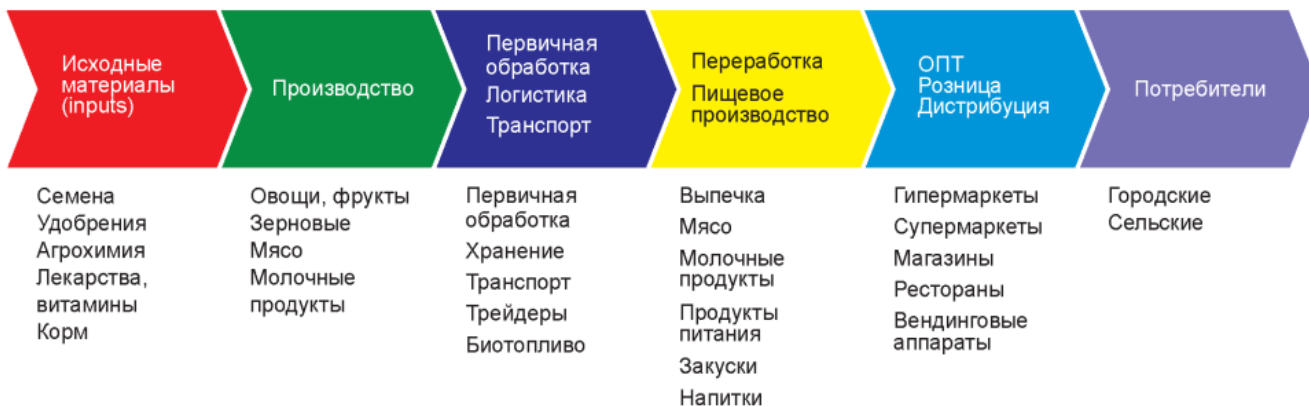 Исходные
материалы
(inputs)
Производство
Первичная
обработка
Логистика
Транспорт
Переработка
Пищевое
производство
ОПТ
Розница
Дистрибуция
Потребители
Семена
Удобрения
Агрохимия
Лекарства,
витамины
Корм
Овощи, фрукты
Зерновые
Мясо
Молочные
продукты
Первичная
обработка
Хранение
Транспорт
Трейдеры
Биотопливо
Выпечка
Мясо
Молочные
продукты
Продукты
питания
Закуски
Напитки
Гипермаркеты
Супермаркеты
Магазины
Рестораны
Вендинговые
аппараты
Городские
Сельские